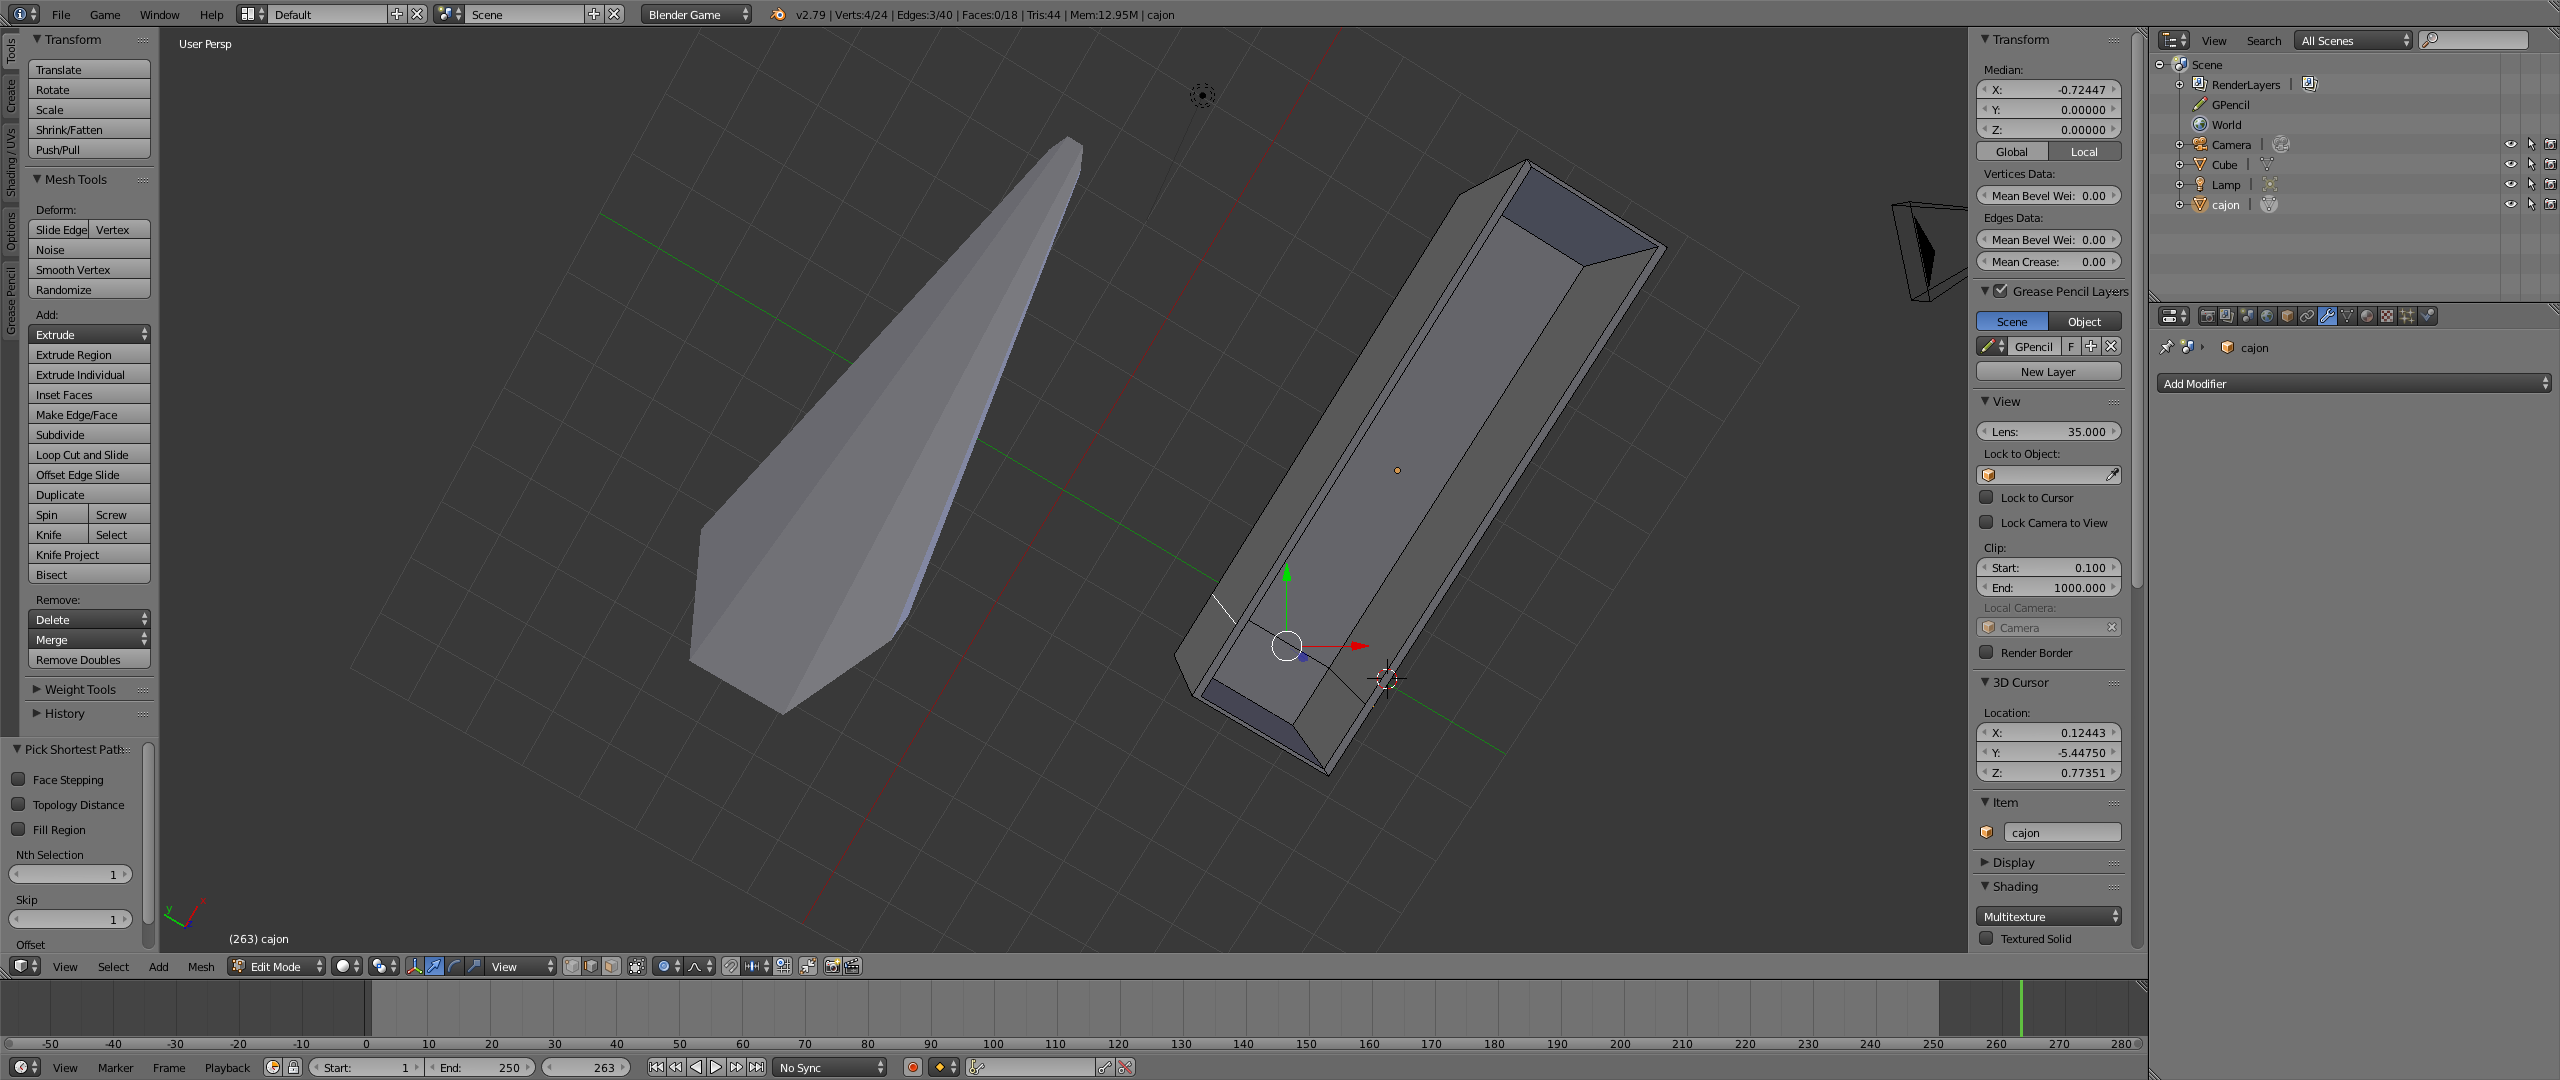 File Game Window Help Default Scene Blender Game v2.79 | Verts:4/24 | Edges:3/40 | Faces:0/18 | Tris:44 | Mem:12.95M | cajon
Tools
Create
Shading / UVs
Options
Grease Pencil
Transform
Translate
Rotate
Scale
Shrink/Fatten
Push/Pull
Mesh Tools
Deform:
Slide Edge Vertex
Noise
Smooth Vertex
Randomize
Add:
Extrude
Extrude Region
Extrude Individual
Inset Faces
Make Edge/Face
Subdivide
Loop Cut and Slide
Offset Edge Slide
Duplicate
Spin Screw
Knife Select
Knife Project
Bisect
Remove:
Delete
Merge
Remove Doubles
Weight Tools
History
Pick Shortest Path
Face Stepping
Topology Distance
Fill Region
Nth Selection
1
Skip
1
Offset
User Persp
y
x
(263) cajon
Transform
Median:
X: -0.72447
Y: 0.00000
Z: 0.00000
Global Local
Vertices Data:
Mean Bevel Wei: 0.00
Edges Data:
Mean Bevel Wei: 0.00
Mean Crease: 0.00
Grease Pencil Layers
Scene Object
GPencil F
New Layer
View
Lens: 35.000
Lock to Object:
Lock to Cursor
Lock Camera to View
Clip:
Start: 0.100
End: 1000.000
Local Camera:
Camera
Render Border
3D Cursor
Location:
X: 0.12443
Y: -5.44750
Z: 0.77351
Item
cajon
Display
Shading
Multitexture
Textured Solid
View Search All Scenes
Scene
RenderLayers |
GPencil
World
Camera |
Cube |
Lamp |
cajon |
cajon
Add Modifier
View Select Add Mesh Edit Mode View
-50 -40 -30 -20 -10 0 10 20 30 40 50 60 70 80 90 100 110 120 130 140 150 160 170 180 190 200 210 220 230 240 250 260 270 280
View Marker Frame Playback Start: 1 End: 250 263 No Sync